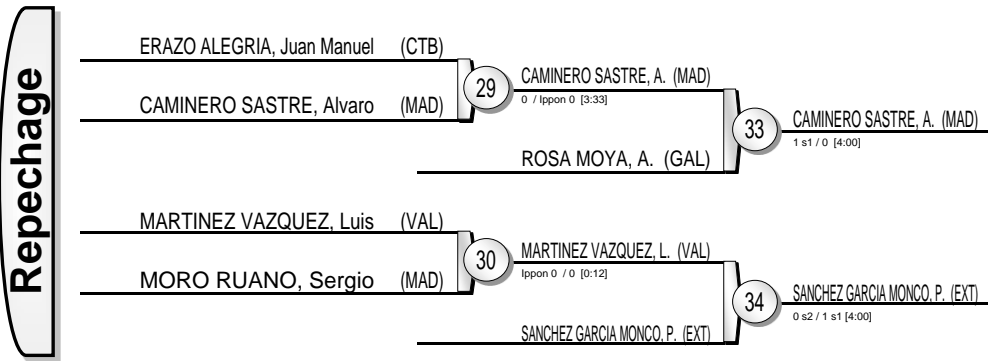 Repechage
ERAZO ALEGRIA, Juan Manuel (CTB)
29
CAMINERO SASTRE, A. (MAD)
0 / Ippon 0 [3:33]
CAMINERO SASTRE, Alvaro (MAD)
33
CAMINERO SASTRE, A. (MAD)
1 s1 / 0 [4:00]
ROSA MOYA, A. (GAL)
MARTINEZ VAZQUEZ, Luis (VAL)
30
MARTINEZ VAZQUEZ, L. (VAL)
Ippon 0 / 0 [0:12]
MORO RUANO, Sergio (MAD)
34
SANCHEZ GARCIA MONCO, P. (EXT)
0 s2 / 1 s1 [4:00]
SANCHEZ GARCIA MONCO, P. (EXT)